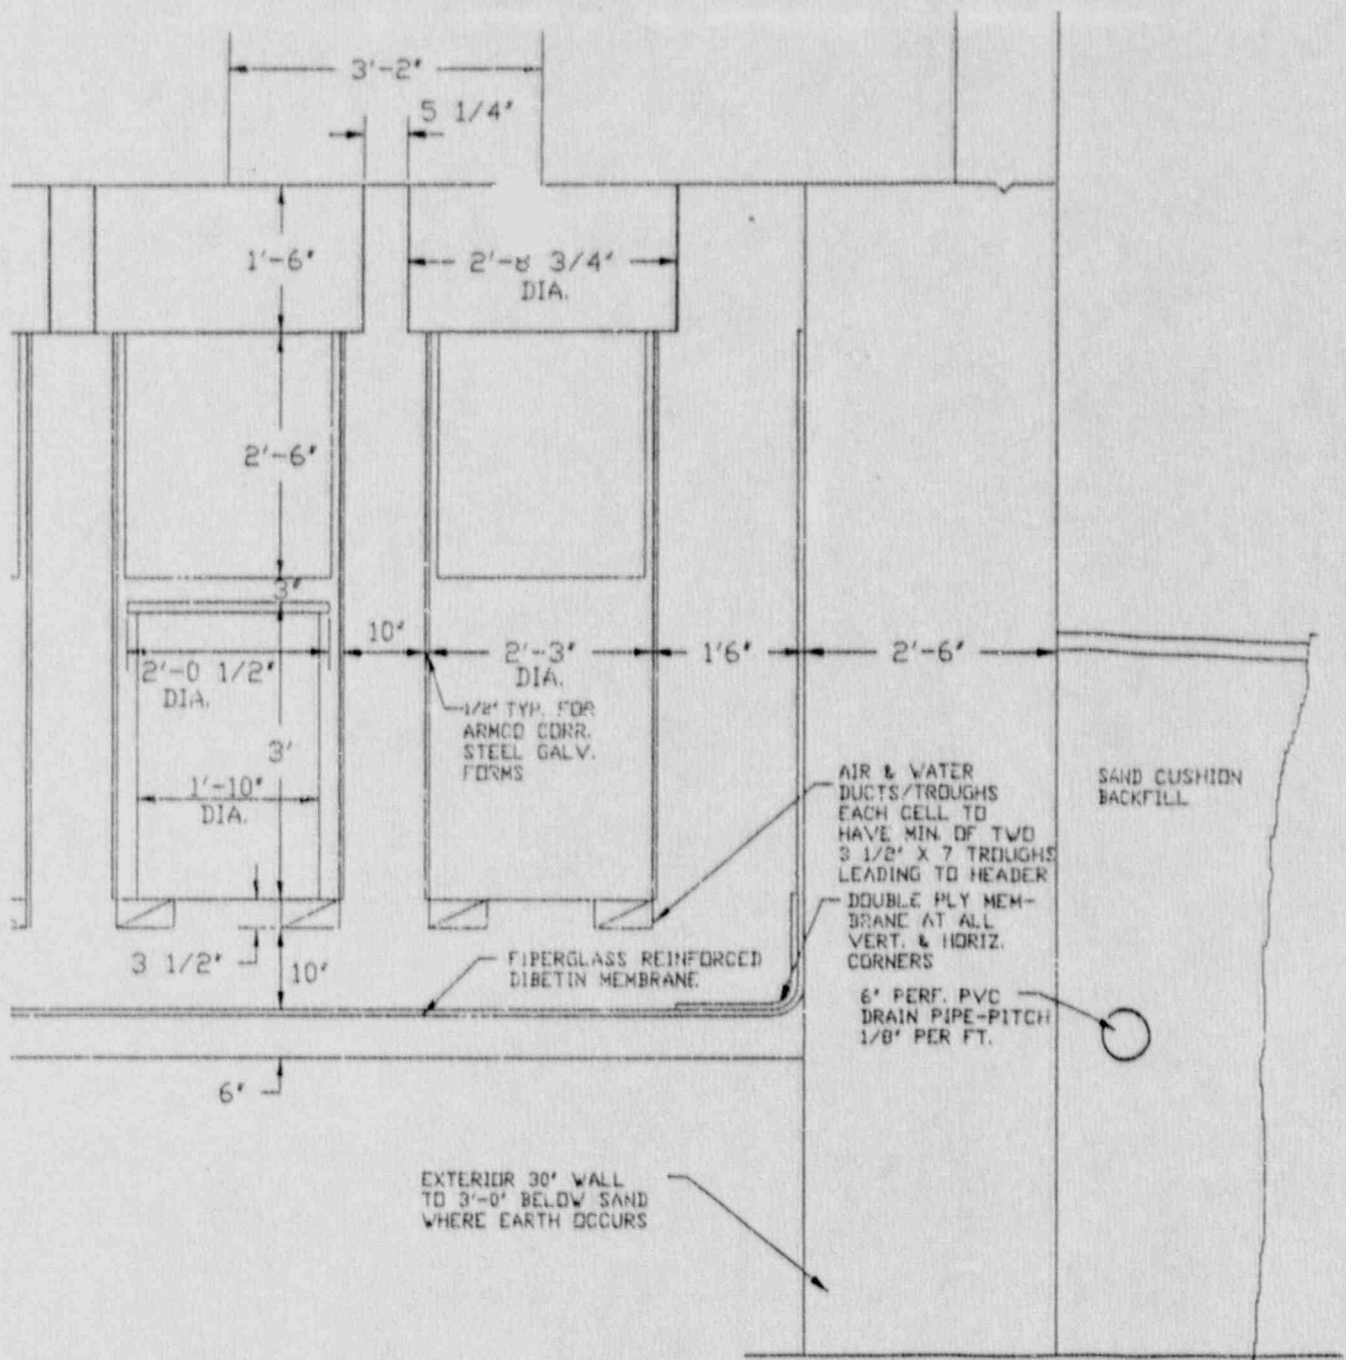 3'-2"
5 1/4"
1'-6"
2'-8 3/4"
DIA.
2'-6"
3"
10"
2'-0 1/2"
DIA.
2'-3"
DIA.
1'6"
2'-6"
1/2" TYP. FOR
ARMCO CORR.
STEEL GALV.
FORMS
3'
1'-10"
DIA.
AIR & WATER
DUCTS/TROUGHS
EACH CELL TO
HAVE MIN. OF TWO
3 1/2" X 7 TROUGHS
LEADING TO HEADER
SAND CUSHION
BACKFILL
DOUBLE PLY MEM-
BRANE AT ALL
VERT. & HORIZ.
CORNERS
3 1/2"
10"
FIPERGLASS REINFORCED
DIBETIN MEMBRANE
6" PERF. PVC
DRAIN PIPE-PITCH
1/8" PER FT.
6"
EXTERIOR 30" WALL
TO 3'-0" BELOW SAND
WHERE EARTH OCCURS